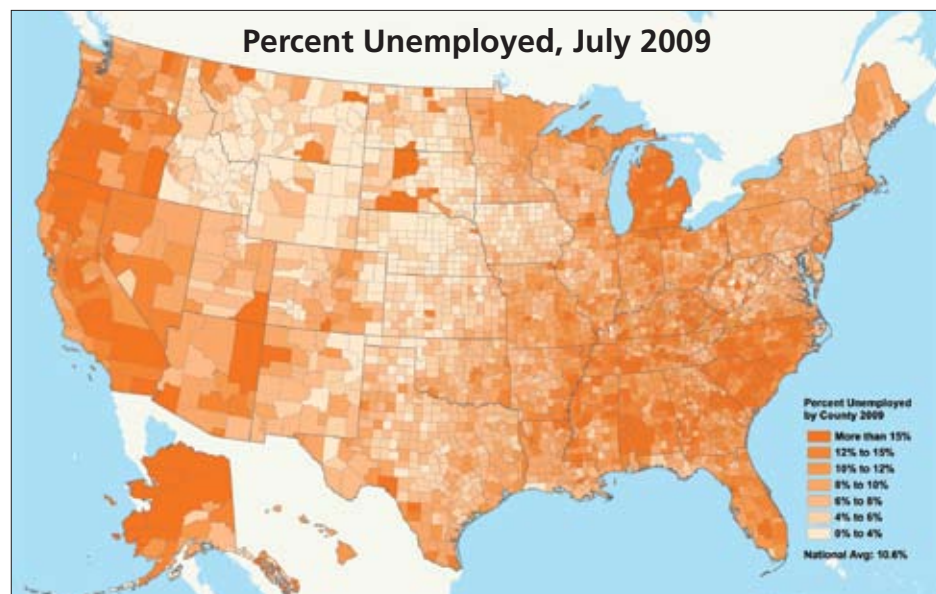 Percent Unemployed, July 2009
Percent Unemployed
by County 2009
More than 15%
12% to 15%
10% to 12%
8% to 10%
6% to 8%
4% to 6%
0% to 4%
National Avg: 10.6%